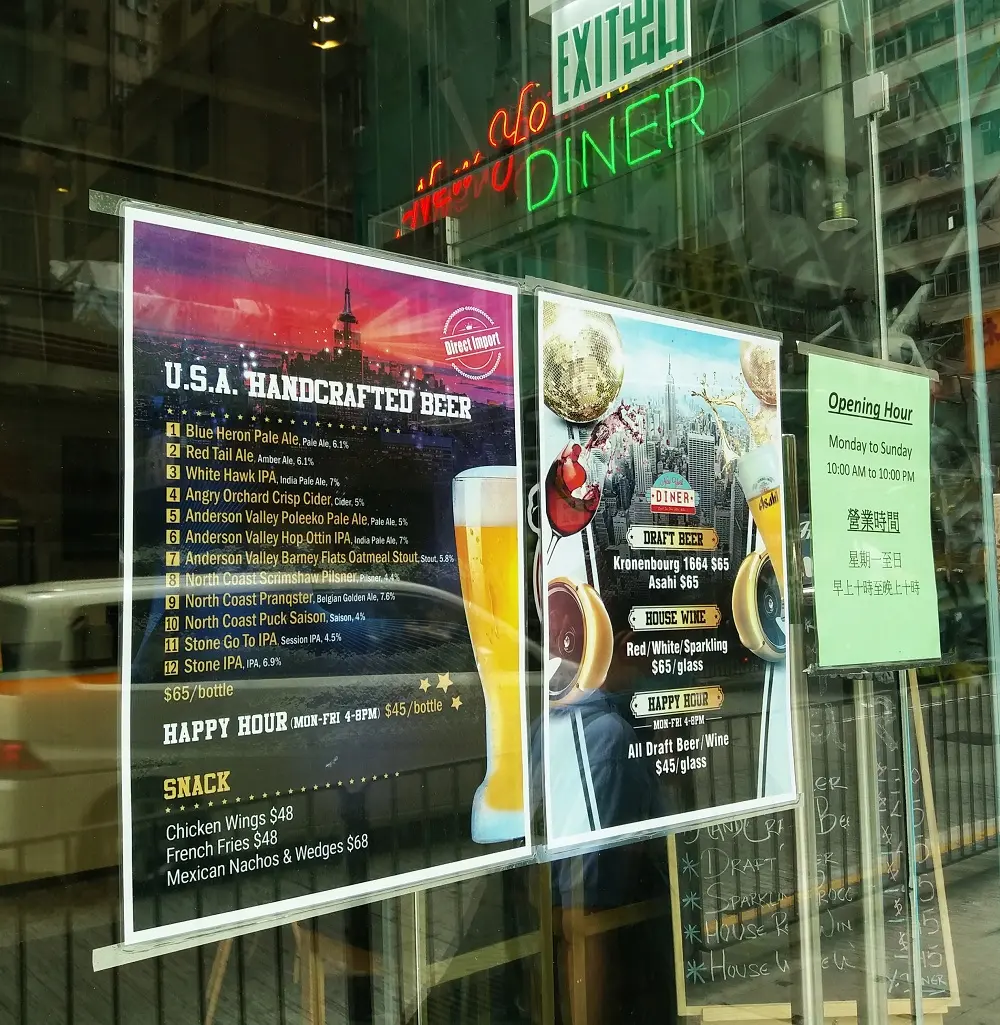 EXIT出口
New Yo
DINER
Direct Import
U.S.A. HANDCRAFTED BEER
1 Blue Heron Pale Ale, Pale Ale, 6.1%
2 Red Tail Ale, Amber Ale, 6.1%
3 White Hawk IPA, India Pale Ale, 7%
4 Angry Orchard Crisp Cider, Cider, 5%
5 Anderson Valley Poleeko Pale Ale, Pale Ale, 5%
6 Anderson Valley Hop Ottin IPA, India Pale Ale, 7%
7 Anderson Valley Barney Flats Oatmeal Stout, Stout, 5.8%
8 North Coast Scrimshaw Pilsner, Pilsner, 4.4%
9 North Coast Pranqster, Belgian Golden Ale, 7.6%
10 North Coast Puck Saison, Saison, 4%
11 Stone Go To IPA, Session IPA, 4.5%
12 Stone IPA, IPA, 6.9%
$65/bottle
HAPPY HOUR (MON-FRI 4-8PM) $45/bottle
SNACK
Chicken Wings $48
French Fries $48
Mexican Nachos & Wedges $68
New York
DINER
Asahi
DRAFT BEER
Kronenbourg 1664 $65
Asahi $65
HOUSE WINE
Red/White/Sparkling
$65/glass
HAPPY HOUR
MON-FRI 4-8PM
All Draft Beer/Wine
$45/glass
Opening Hour
Monday to Sunday
10:00 AM to 10:00 PM
營業時間
星期一至日
早上十時至晚上十時
DRAFT
HOUSE
HOUSE